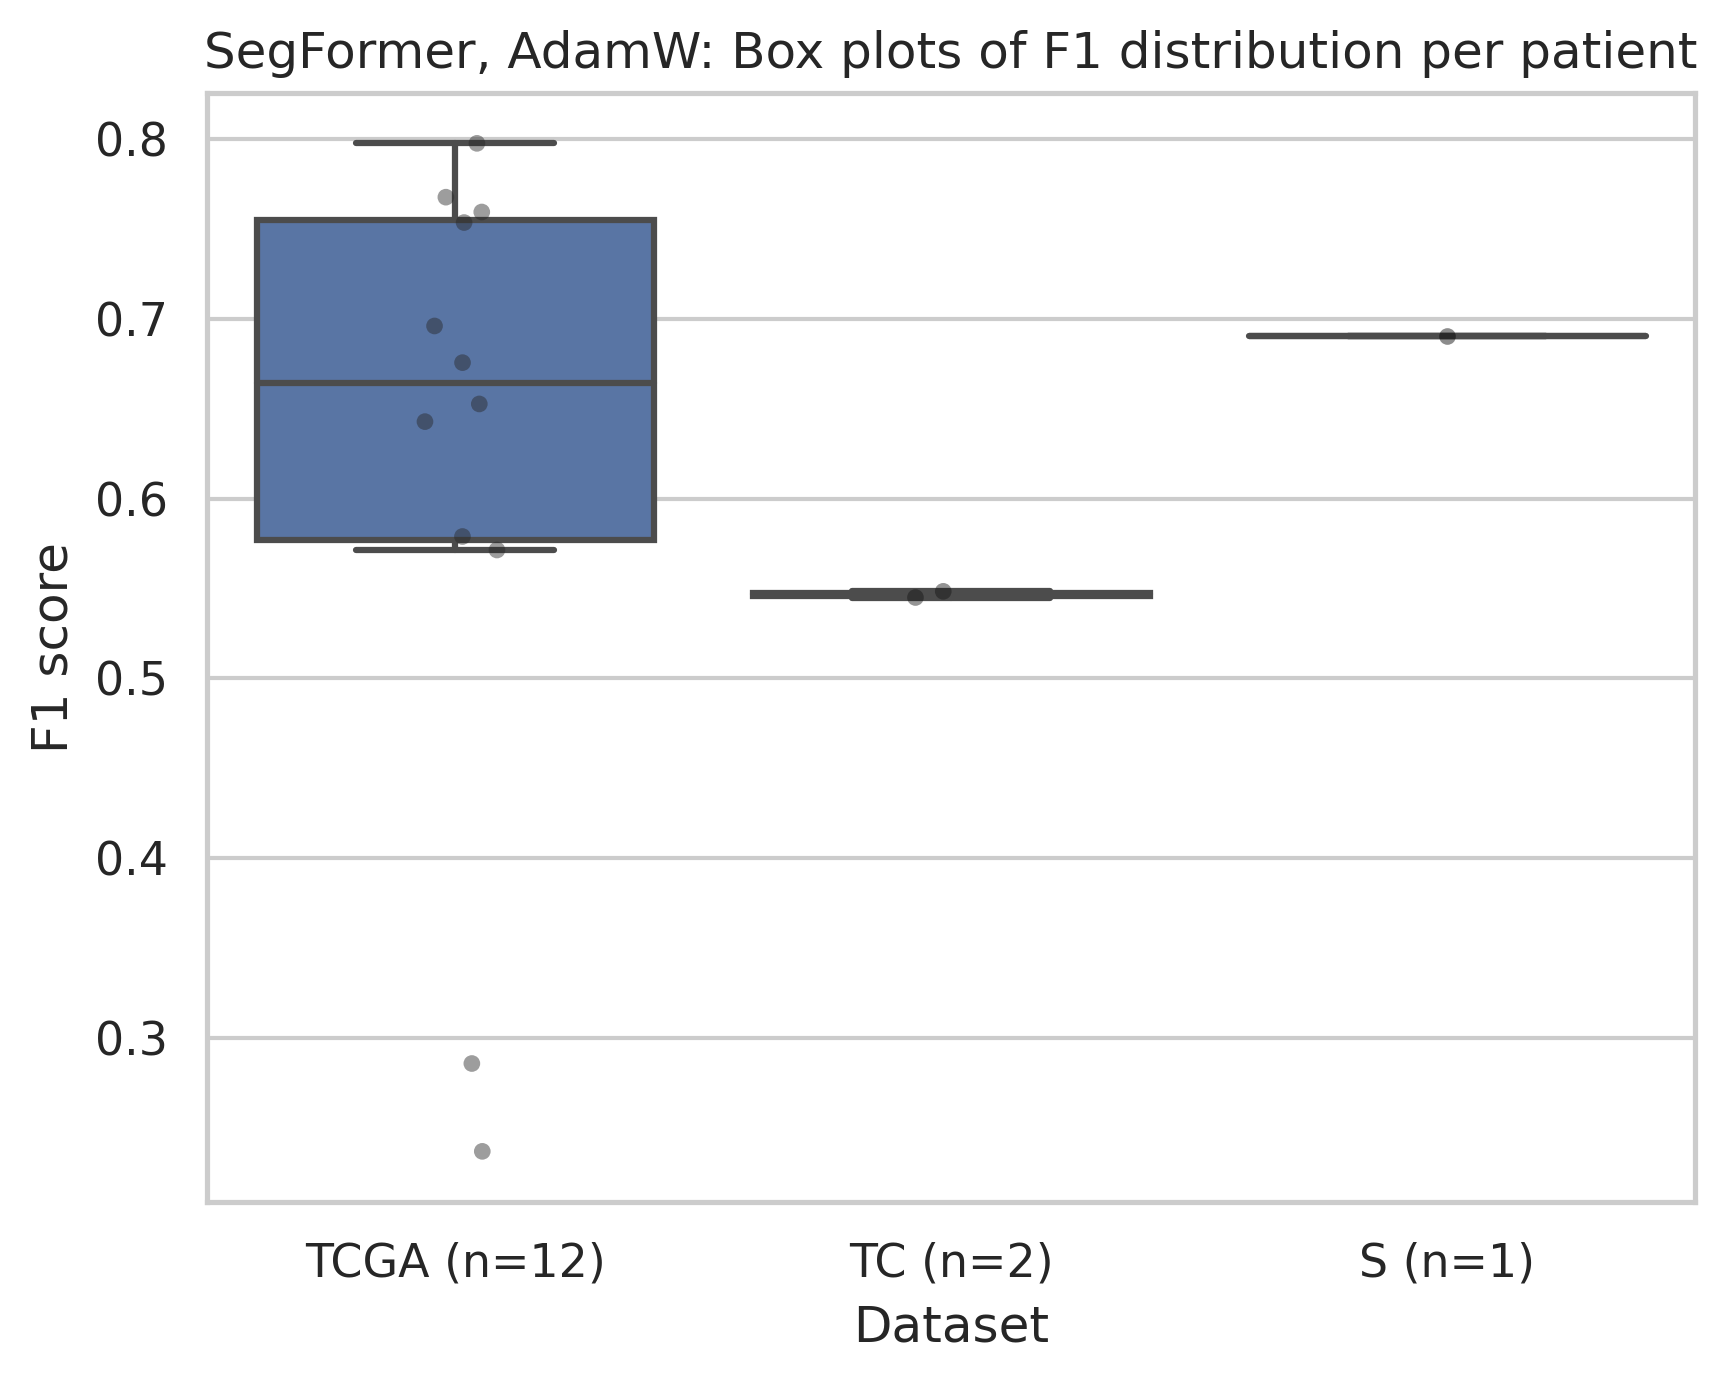 SegFormer, AdamW: Box plots of F1 distribution per patient
0.8
0.7
0.6
0.5
0.4
0.3
F1 score
TCGA (n=12) TC (n=2) S (n=1)
Dataset